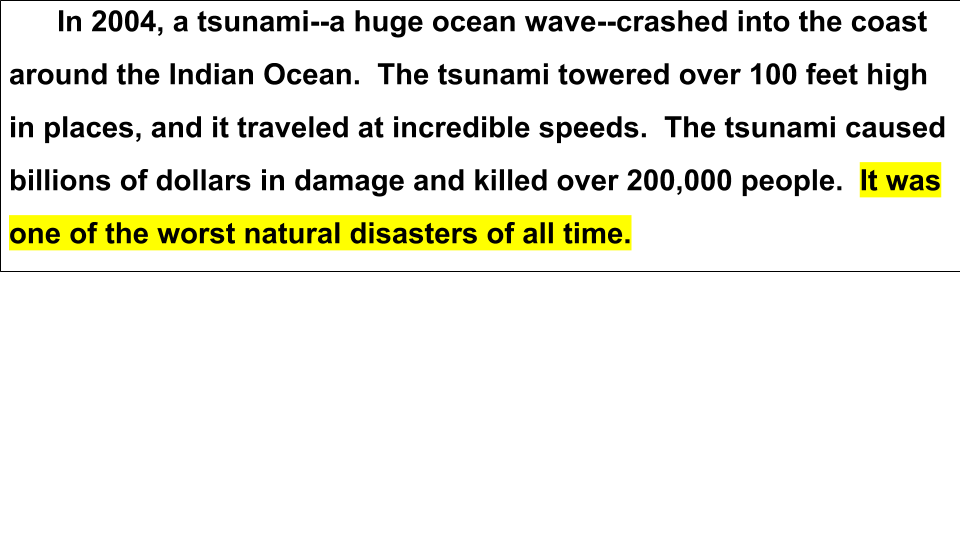 In 2004, a tsunami--a huge ocean wave--crashed into the coast
around the Indian Ocean.  The tsunami towered over 100 feet high
in places, and it traveled at incredible speeds.  The tsunami caused
billions of dollars in damage and killed over 200,000 people.  It was
one of the worst natural disasters of all time.